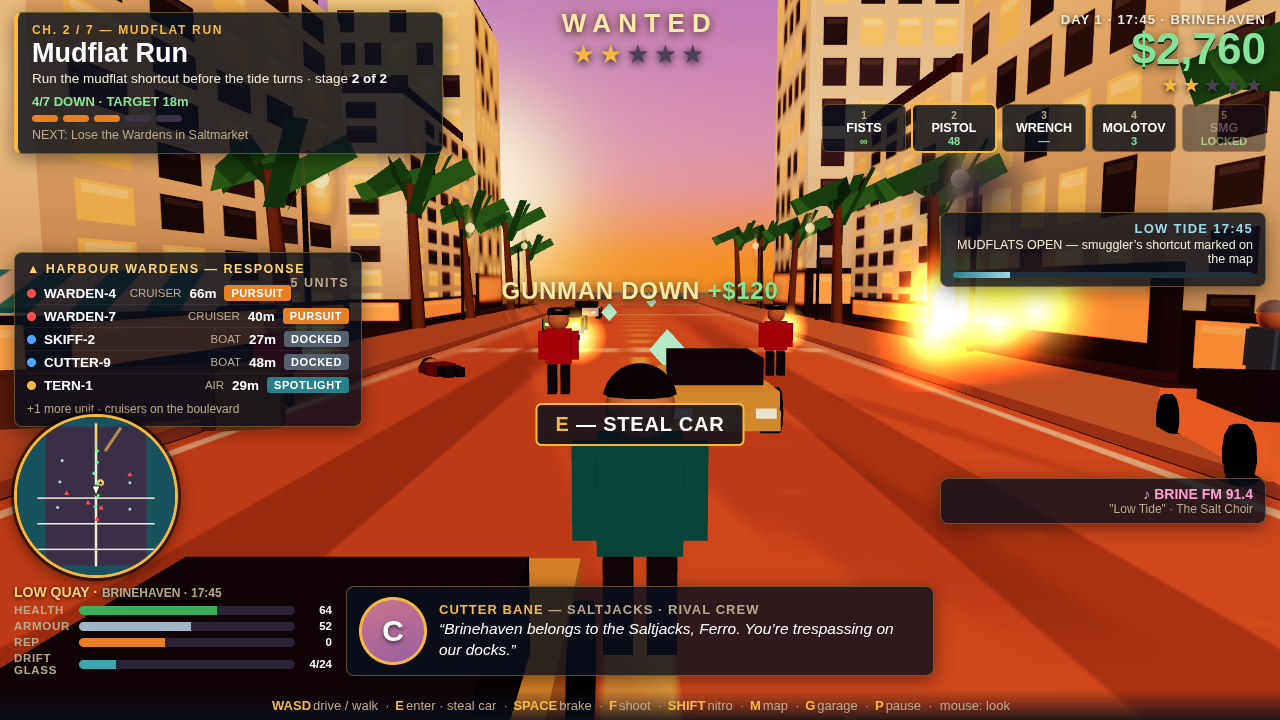 CH. 2 / 7 — MUDFLAT RUN
Mudflat Run
Run the mudflat shortcut before the tide turns · stage 2 of 2
4/7 DOWN · TARGET 18m
NEXT: Lose the Wardens in Saltmarket
WANTED
DAY 1 · 17:45 · BRINEHAVEN
$2,760
1
FISTS
∞
2
PISTOL
48
3
WRENCH
—
4
MOLOTOV
3
5
SMG
LOCKED
LOW TIDE 17:45
MUDFLATS OPEN — smuggler’s shortcut marked on
the map
▲ HARBOUR WARDENS — RESPONSE
5 UNITS
WARDEN-4 CRUISER 66m PURSUIT
WARDEN-7 CRUISER 40m PURSUIT
SKIFF-2 BOAT 27m DOCKED
CUTTER-9 BOAT 48m DOCKED
TERN-1 AIR 29m SPOTLIGHT
+1 more unit · cruisers on the boulevard
GUNMAN DOWN +$120
E — STEAL CAR
♪ BRINE FM 91.4
"Low Tide" · The Salt Choir
LOW QUAY · BRINEHAVEN · 17:45
HEALTH 64
ARMOUR 52
REP 0
DRIFT GLASS 4/24
C
CUTTER BANE — SALTJACKS · RIVAL CREW
“Brinehaven belongs to the Saltjacks, Ferro. You’re trespassing on
our docks.”
WASD drive / walk · E enter · steal car · SPACE brake · F shoot · SHIFT nitro · M map · G garage · P pause · mouse: look